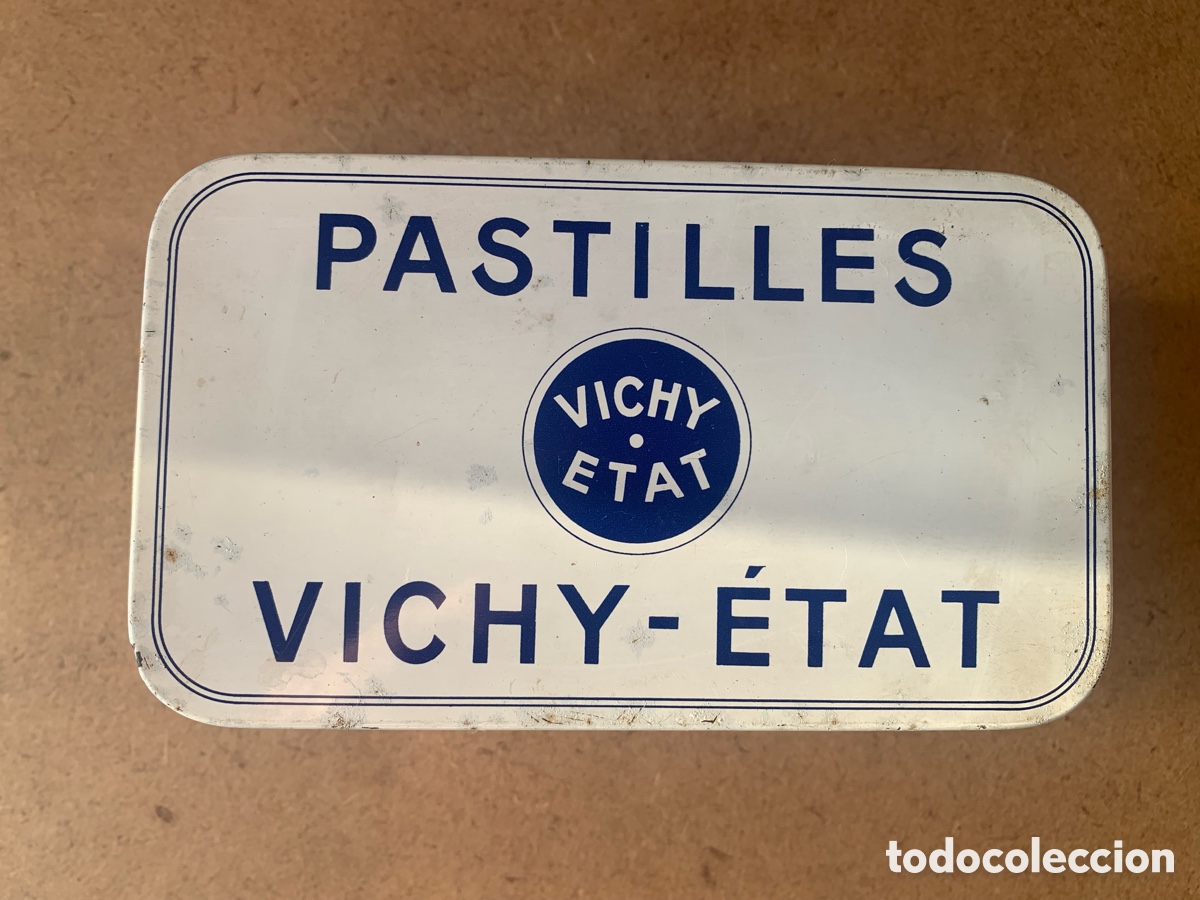 PASTILLES
VICHY
ETAT
VICHY-ÉTAT
todocoleccion